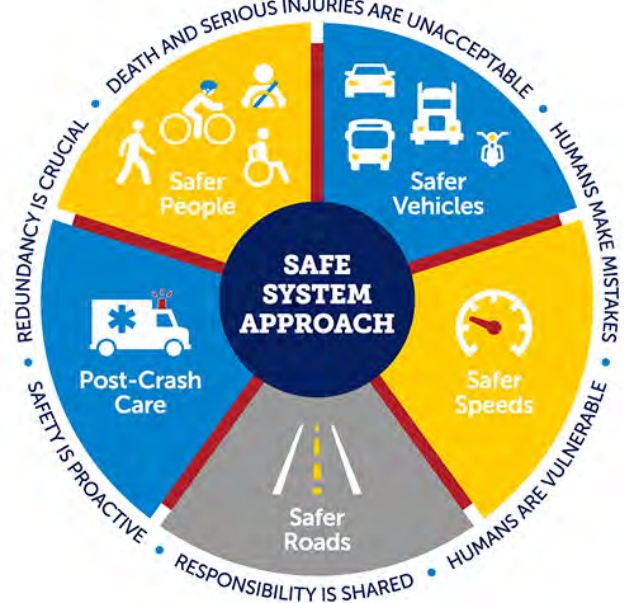 DEATH AND SERIOUS INJURIES ARE UNACCEPTABLE
HUMANS MAKE MISTAKES
HUMANS ARE VULNERABLE
RESPONSIBILITY IS SHARED
SAFETY IS PROACTIVE
REDUNDANCY IS CRUCIAL
Safer
People
Safer
Vehicles
SAFE
SYSTEM
APPROACH
Post-Crash
Care
Safer
Speeds
Safer
Roads